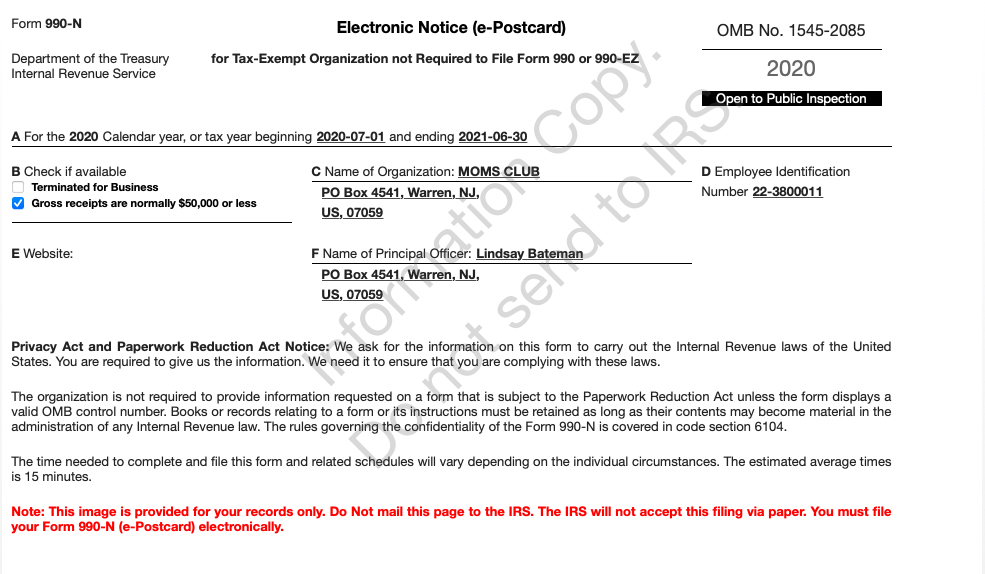 Form 990-N
Electronic Notice (e-Postcard)
OMB No. 1545-2085
Department of the Treasury
Internal Revenue Service
for Tax-Exempt Organization not Required to File Form 990 or 990-EZ
2020
Open to Public Inspection
A For the 2020 Calendar year, or tax year beginning 2020-07-01 and ending 2021-06-30
B Check if available
Terminated for Business
Gross receipts are normally $50,000 or less
C Name of Organization: MOMS CLUB
PO Box 4541, Warren, NJ,
US, 07059
D Employee Identification
Number 22-3800011
E Website:
F Name of Principal Officer: Lindsay Bateman
PO Box 4541, Warren, NJ,
US, 07059
Privacy Act and Paperwork Reduction Act Notice: We ask for the information on this form to carry out the Internal Revenue laws of the United
States. You are required to give us the information. We need it to ensure that you are complying with these laws.
The organization is not required to provide information requested on a form that is subject to the Paperwork Reduction Act unless the form displays a
valid OMB control number. Books or records relating to a form or its instructions must be retained as long as their contents may become material in the
administration of any Internal Revenue law. The rules governing the confidentiality of the Form 990-N is covered in code section 6104.
The time needed to complete and file this form and related schedules will vary depending on the individual circumstances. The estimated average times
is 15 minutes.
Note: This image is provided for your records only. Do Not mail this page to the IRS. The IRS will not accept this filing via paper. You must file
your Form 990-N (e-Postcard) electronically.
Information Copy.
Do not send to IRS.